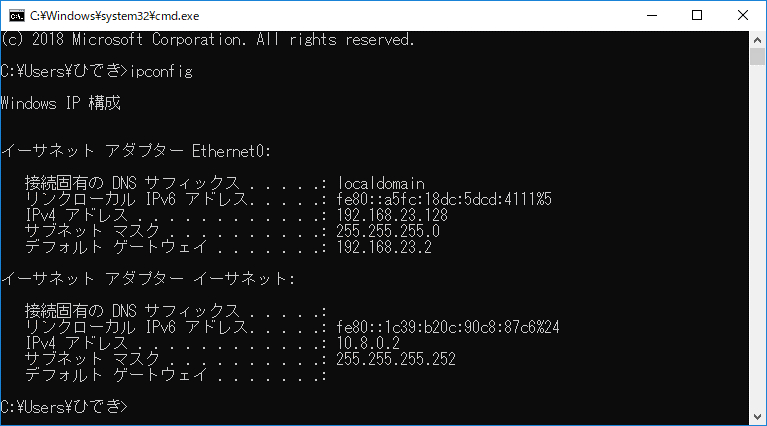 C:¥Windows¥system32¥cmd.exe
(c) 2018 Microsoft Corporation. All rights reserved.
C:¥Users¥ひでき>ipconfig
Windows IP 構成
イーサネット アダプター Ethernet0:
接続固有の DNS サフィックス . . . . .: localdomain
リンクローカル IPv6 アドレス. . . . .: fe80::a5fc:18dc:5dcd:4111%5
IPv4 アドレス . . . . . . . . . . . .: 192.168.23.128
サブネット マスク . . . . . . . . . .: 255.255.255.0
デフォルト ゲートウェイ . . . . . . .: 192.168.23.2
イーサネット アダプター イーサネット:
接続固有の DNS サフィックス . . . . .:
リンクローカル IPv6 アドレス. . . . .: fe80::1c39:b20c:90c8:87c6%24
IPv4 アドレス . . . . . . . . . . . .: 10.8.0.2
サブネット マスク . . . . . . . . . .: 255.255.255.252
デフォルト ゲートウェイ . . . . . . .:
C:¥Users¥ひでき>